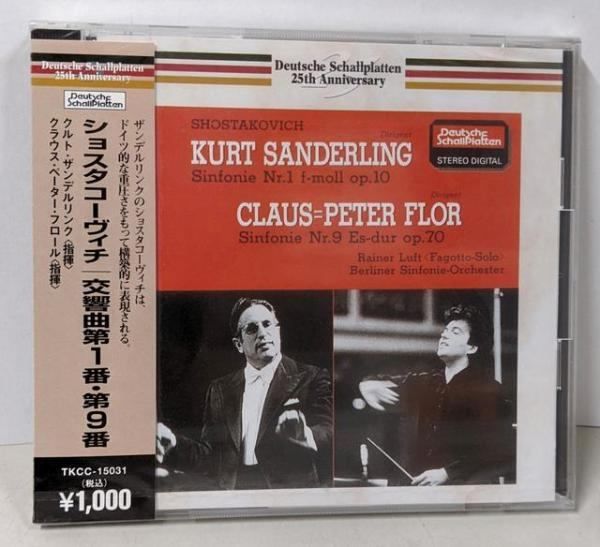 Deutsche Schallplatten
25th Anniversary
Deutsche
SchallPlatten
ザンデルリンクのショスタコーヴィチは、
ドイツ的な重圧さをもって構築的に表現される。
ショスタコーヴィチ 交響曲第1番・第9番
クルト・ザンデルリンク〈指揮〉
クラウス・ペーター・フロール〈指揮〉
TKCC-15031
(税込)
¥1,000
Deutsche Schallplatten
25th Anniversary
SHOSTAKOVICH
Dirigent
KURT SANDERLING
Sinfonie Nr.1 f-moll op.10
Deutsche
SchallPlatten
STEREO DIGITAL
Dirigent
CLAUS=PETER FLOR
Sinfonie Nr.9 Es-dur op.70
Rainer Luft〈Fagotto-Solo〉
Berliner Sinfonie-Orchester